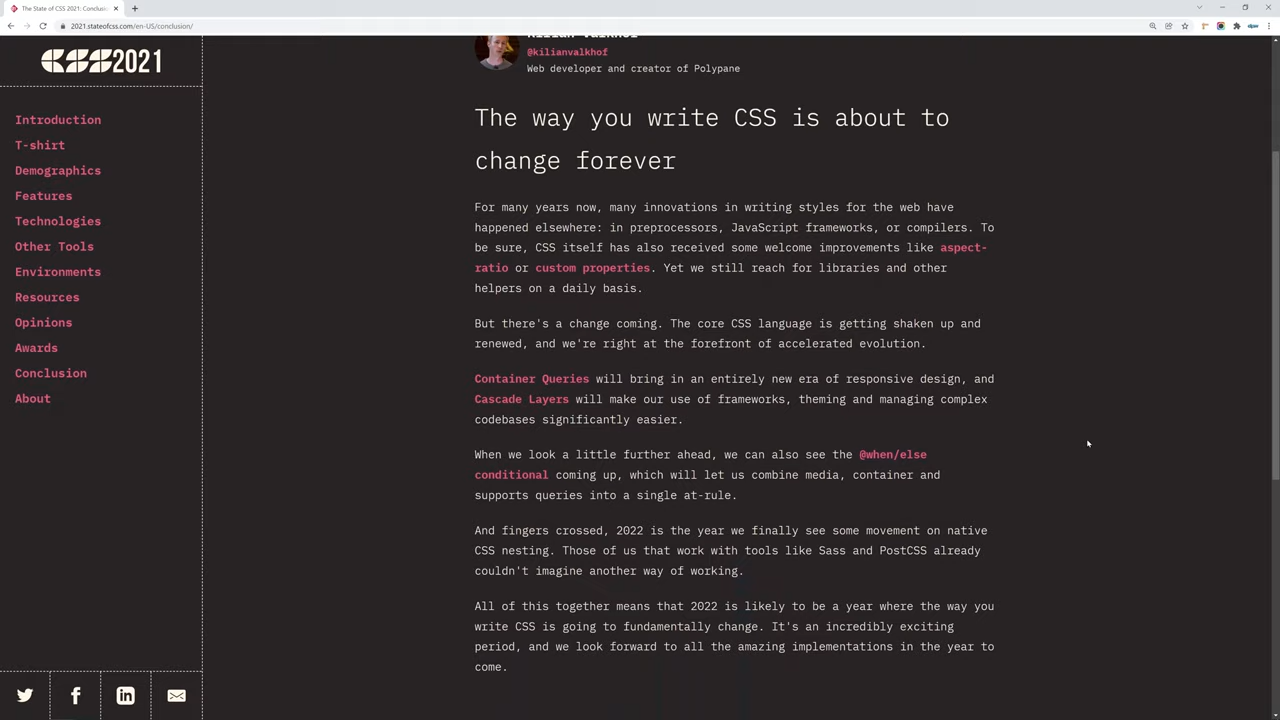 The State of CSS 2021: Conclusi
2021.stateofcss.com/en-US/conclusion/
CSS2021
Introduction
T-shirt
Demographics
Features
Technologies
Other Tools
Environments
Resources
Opinions
Awards
Conclusion
About
@kilianvalkhof
Web developer and creator of Polypane
The way you write CSS is about to
change forever
For many years now, many innovations in writing styles for the web have
happened elsewhere: in preprocessors, JavaScript frameworks, or compilers. To
be sure, CSS itself has also received some welcome improvements like aspect-
ratio or custom properties. Yet we still reach for libraries and other
helpers on a daily basis.
But there's a change coming. The core CSS language is getting shaken up and
renewed, and we're right at the forefront of accelerated evolution.
Container Queries will bring in an entirely new era of responsive design, and
Cascade Layers will make our use of frameworks, theming and managing complex
codebases significantly easier.
When we look a little further ahead, we can also see the @when/else
conditional coming up, which will let us combine media, container and
supports queries into a single at-rule.
And fingers crossed, 2022 is the year we finally see some movement on native
CSS nesting. Those of us that work with tools like Sass and PostCSS already
couldn't imagine another way of working.
All of this together means that 2022 is likely to be a year where the way you
write CSS is going to fundamentally change. It's an incredibly exciting
period, and we look forward to all the amazing implementations in the year to
come.